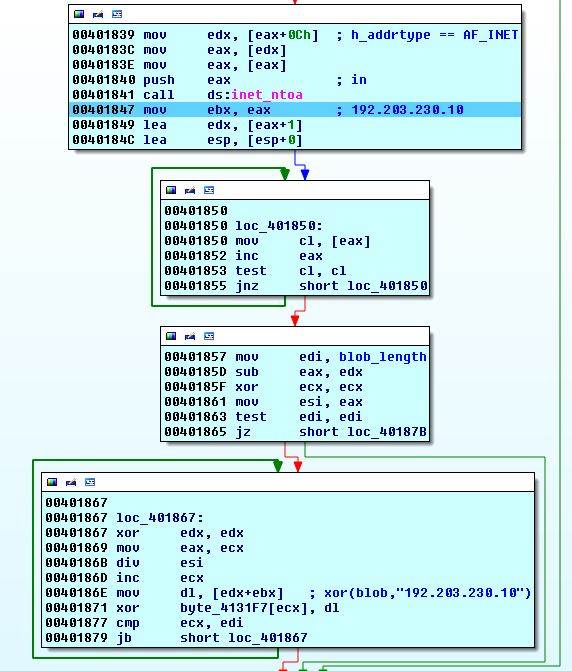 00401839 mov edx, [eax+0Ch] ; h_addrtype == AF_INET
0040183C mov eax, [edx]
0040183E mov eax, [eax]
00401840 push eax ; in
00401841 call ds:inet_ntoa
00401847 mov ebx, eax ; 192.203.230.10
00401849 lea edx, [eax+1]
0040184C lea esp, [esp+0]
00401850
00401850 loc_401850:
00401850 mov cl, [eax]
00401852 inc eax
00401853 test cl, cl
00401855 jnz short loc_401850
00401857 mov edi, blob_length
0040185D sub eax, edx
0040185F xor ecx, ecx
00401861 mov esi, eax
00401863 test edi, edi
00401865 jz short loc_40187B
00401867
00401867 loc_401867:
00401867 xor edx, edx
00401869 mov eax, ecx
0040186B div esi
0040186D inc ecx
0040186E mov dl, [edx+ebx] ; xor(blob,"192.203.230.10")
00401871 xor byte_4131F7[ecx], dl
00401877 cmp ecx, edi
00401879 jb short loc_401867